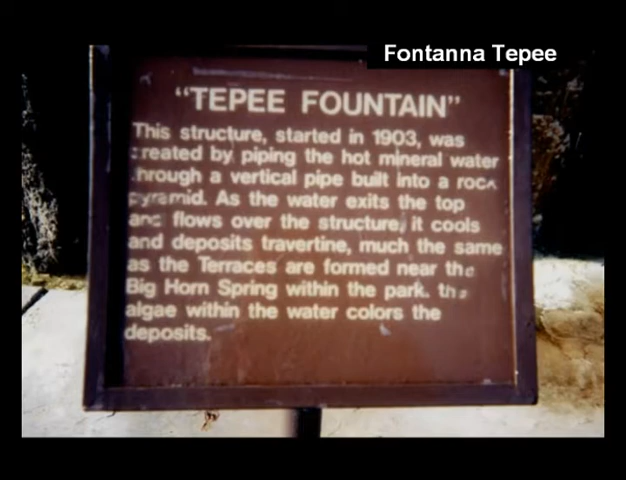 Fontanna Tepee
“TEPEE FOUNTAIN”
This structure, started in 1903, was
created by piping the hot mineral water
through a vertical pipe built into a rock
pyramid. As the water exits the top
and flows over the structure, it cools
and deposits travertine, much the same
as the Terraces are formed near the
Big Horn Spring within the park. the
algae within the water colors the
deposits.